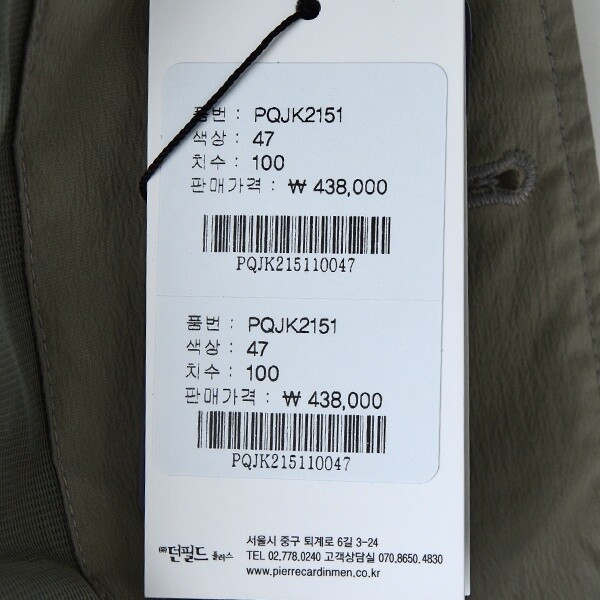 품번 : PQJK2151
색상 : 47
치수 : 100
판매가격 : ₩ 438,000
PQJK215110047
품번 : PQJK2151
색상 : 47
치수 : 100
판매가격 : ₩ 438,000
PQJK215110047
㈜던필드 플러스
서울시 중구 퇴계로 6길 3-24
TEL 02.778.0240 고객상담실 070.8650.4830
www.pierrecardinmen.co.kr